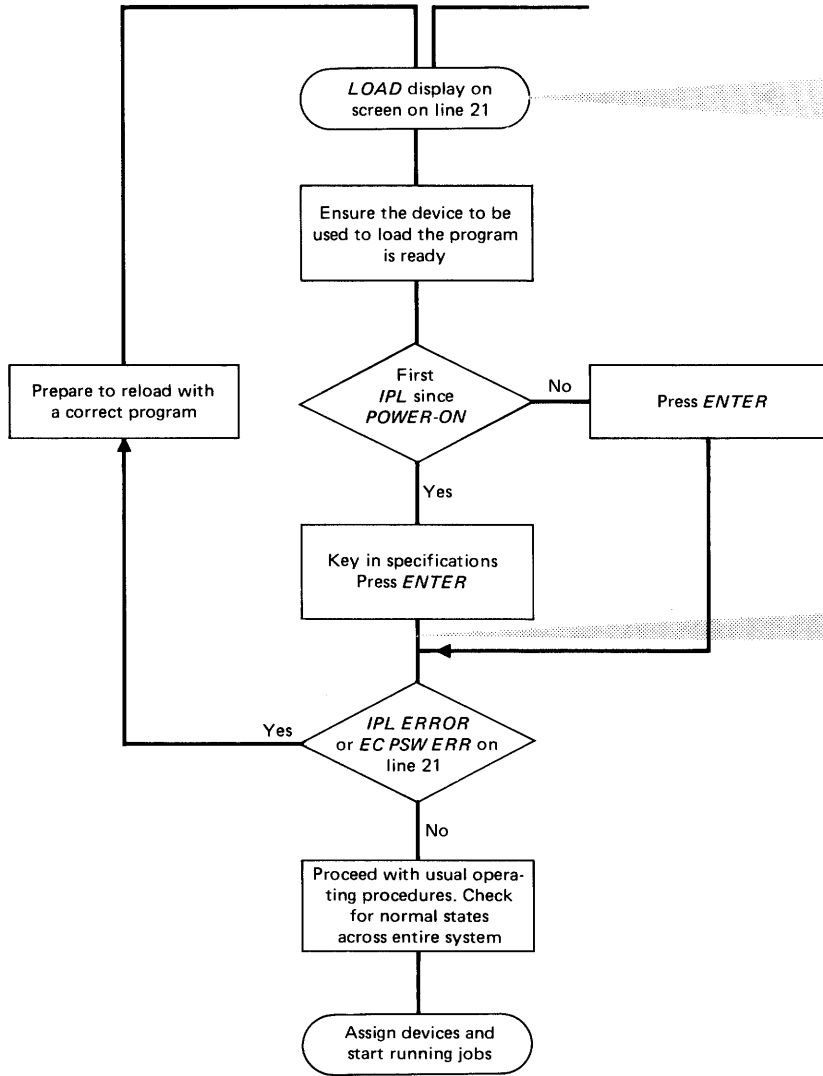 LOAD display on
screen on line 21
Ensure the device to be
used to load the program
is ready
First
IPL since
POWER-ON
No
Press ENTER
Prepare to reload with
a correct program
Yes
Key in specifications
Press ENTER
IPL ERROR
or EC PSW ERR on
line 21
Yes
No
Proceed with usual opera-
ting procedures. Check
for normal states
across entire system
Assign devices and
start running jobs